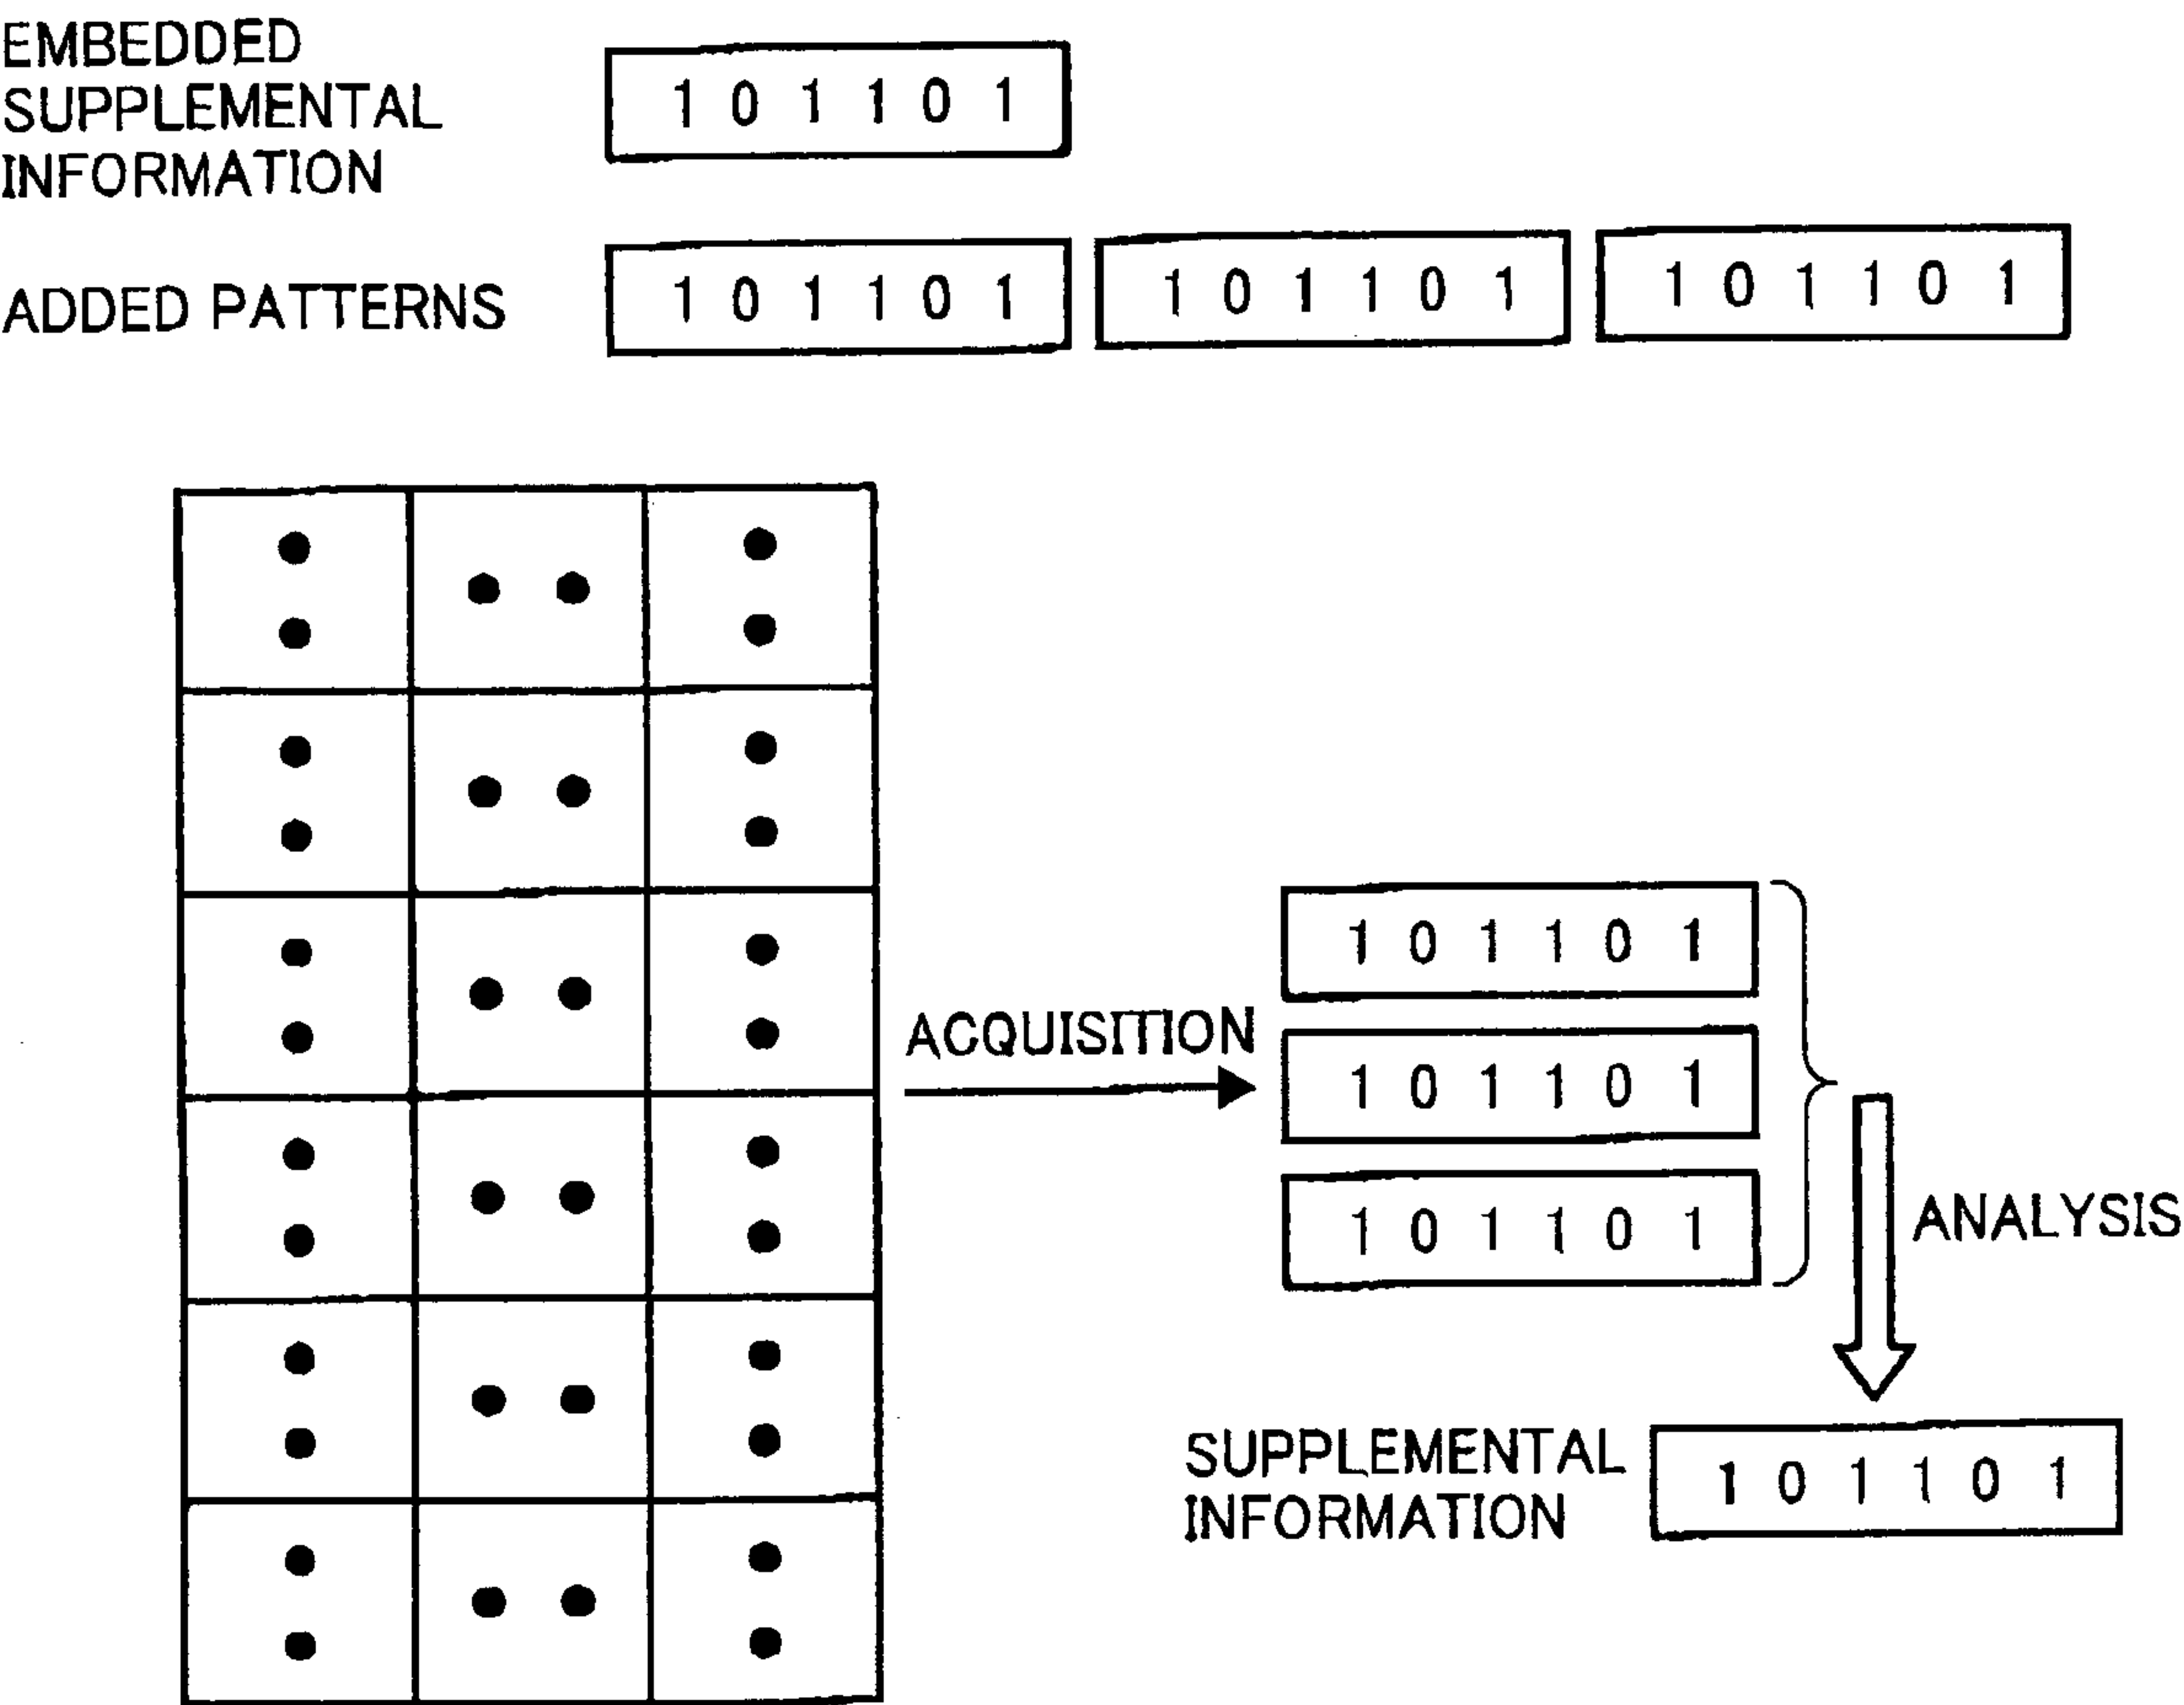 EMBEDDED
SUPPLEMENTAL
INFORMATION
1 0 1 1 0 1
ADDED PATTERNS
1 0 1 1 0 1
1 0 1 1 0 1
1 0 1 1 0 1
ACQUISITION
1 0 1 1 0 1
1 0 1 1 0 1
1 0 1 1 0 1
ANALYSIS
SUPPLEMENTAL
INFORMATION
1 0 1 1 0 1